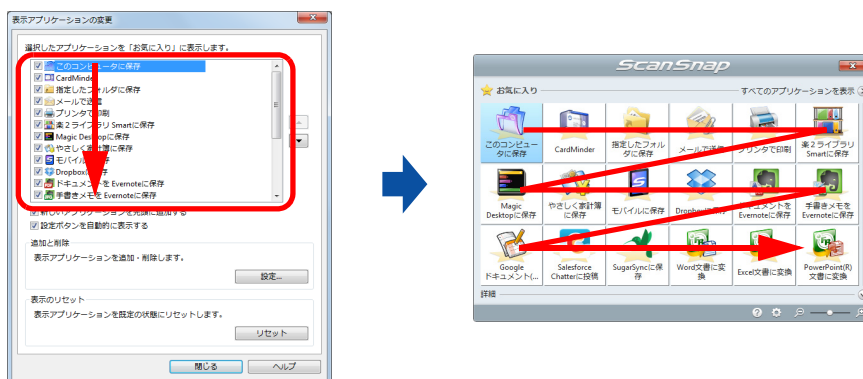 表示アプリケーションの変更
選択したアプリケーションを「お気に入り」に表示します。
このコンピュータに保存
CardMinder
指定したフォルダに保存
メールで送信
プリンタで印刷
楽2ライブラリ Smartに保存
Magic Desktopに保存
やさしく家計簿に保存
モバイルに保存
Dropboxに保存
ドキュメントを Evernoteに保存
手書きメモを Evernoteに保存
新しいアプリケーションを先頭に追加する
設定ボタンを自動的に表示する
追加と削除
表示アプリケーションを追加・削除します。
設定...
表示のリセット
表示アプリケーションを既定の状態にリセットします。
リセット
閉じる
ヘルプ
ScanSnap
お気に入り
すべてのアプリケーションを表示
このコンピュー
タに保存
CardMinder
指定したフォル
ダに保存
メールで送信
プリンタで印刷
楽2ライブラリ
Smartに保存
Magic
Desktopに保存
やさしく家計簿
に保存
モバイルに保存
Dropboxに保存
ドキュメントを
Evernoteに保存
手書きメモを
Evernoteに保存
Google
ドキュメント(...
Salesforce
Chatterに投稿
SugarSyncに保
存
Word文書に変
換
Excel文書に変換
PowerPoint(R)
文書に変換
詳細